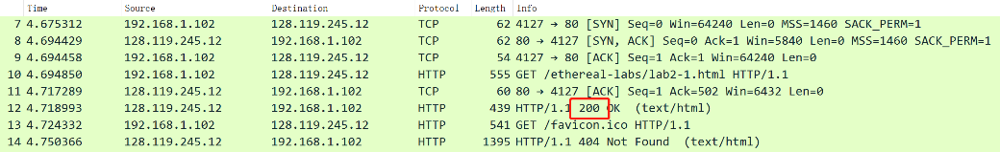 Time Source Destination Protocol Length Info
7 4.675312 192.168.1.102 128.119.245.12 TCP 62 4127 → 80 [SYN] Seq=0 Win=64240 Len=0 MSS=1460 SACK_PERM=1
8 4.694429 128.119.245.12 192.168.1.102 TCP 62 80 → 4127 [SYN, ACK] Seq=0 Ack=1 Win=5840 Len=0 MSS=1460 SACK_PERM=1
9 4.694458 192.168.1.102 128.119.245.12 TCP 54 4127 → 80 [ACK] Seq=1 Ack=1 Win=64240 Len=0
10 4.694850 192.168.1.102 128.119.245.12 HTTP 555 GET /ethereal-labs/lab2-1.html HTTP/1.1
11 4.717289 128.119.245.12 192.168.1.102 TCP 60 80 → 4127 [ACK] Seq=1 Ack=502 Win=6432 Len=0
12 4.718993 128.119.245.12 192.168.1.102 HTTP 439 HTTP/1.1 200 OK (text/html)
13 4.724332 192.168.1.102 128.119.245.12 HTTP 541 GET /favicon.ico HTTP/1.1
14 4.750366 128.119.245.12 192.168.1.102 HTTP 1395 HTTP/1.1 404 Not Found (text/html)